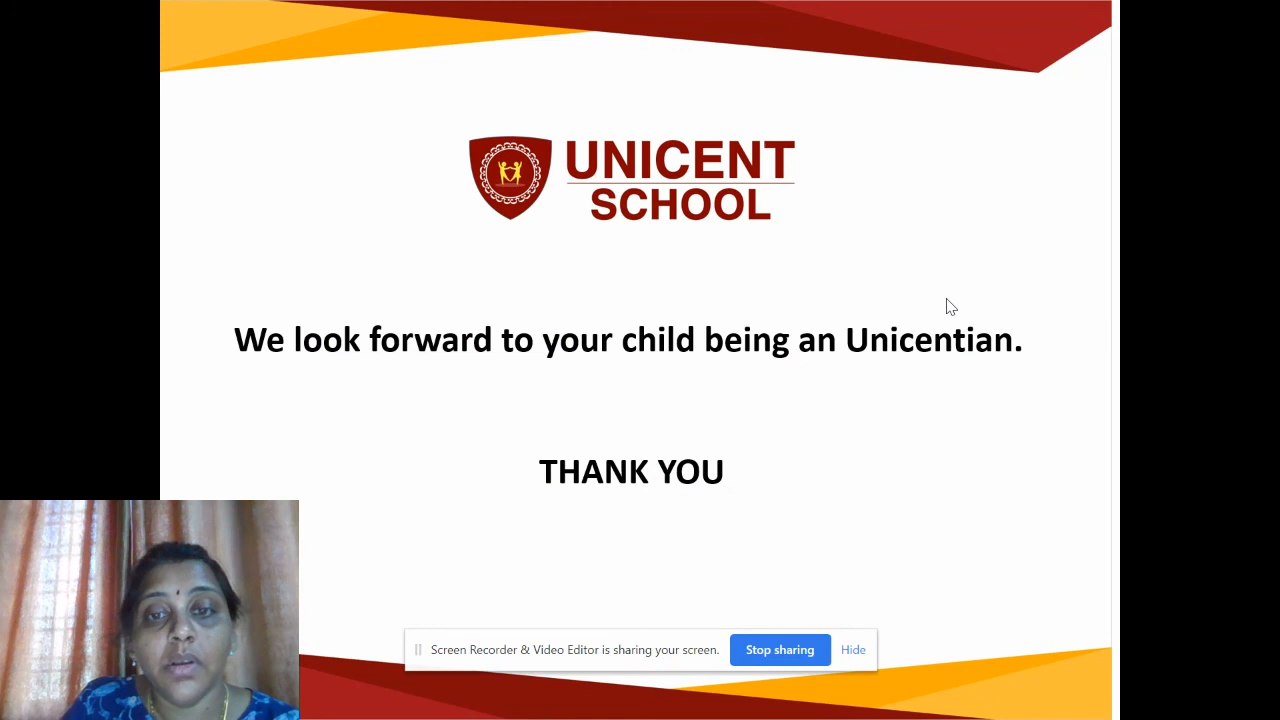 UNICENT
SCHOOL
We look forward to your child being an Unicentian.
THANK YOU
Screen Recorder & Video Editor is sharing your screen. Stop sharing Hide